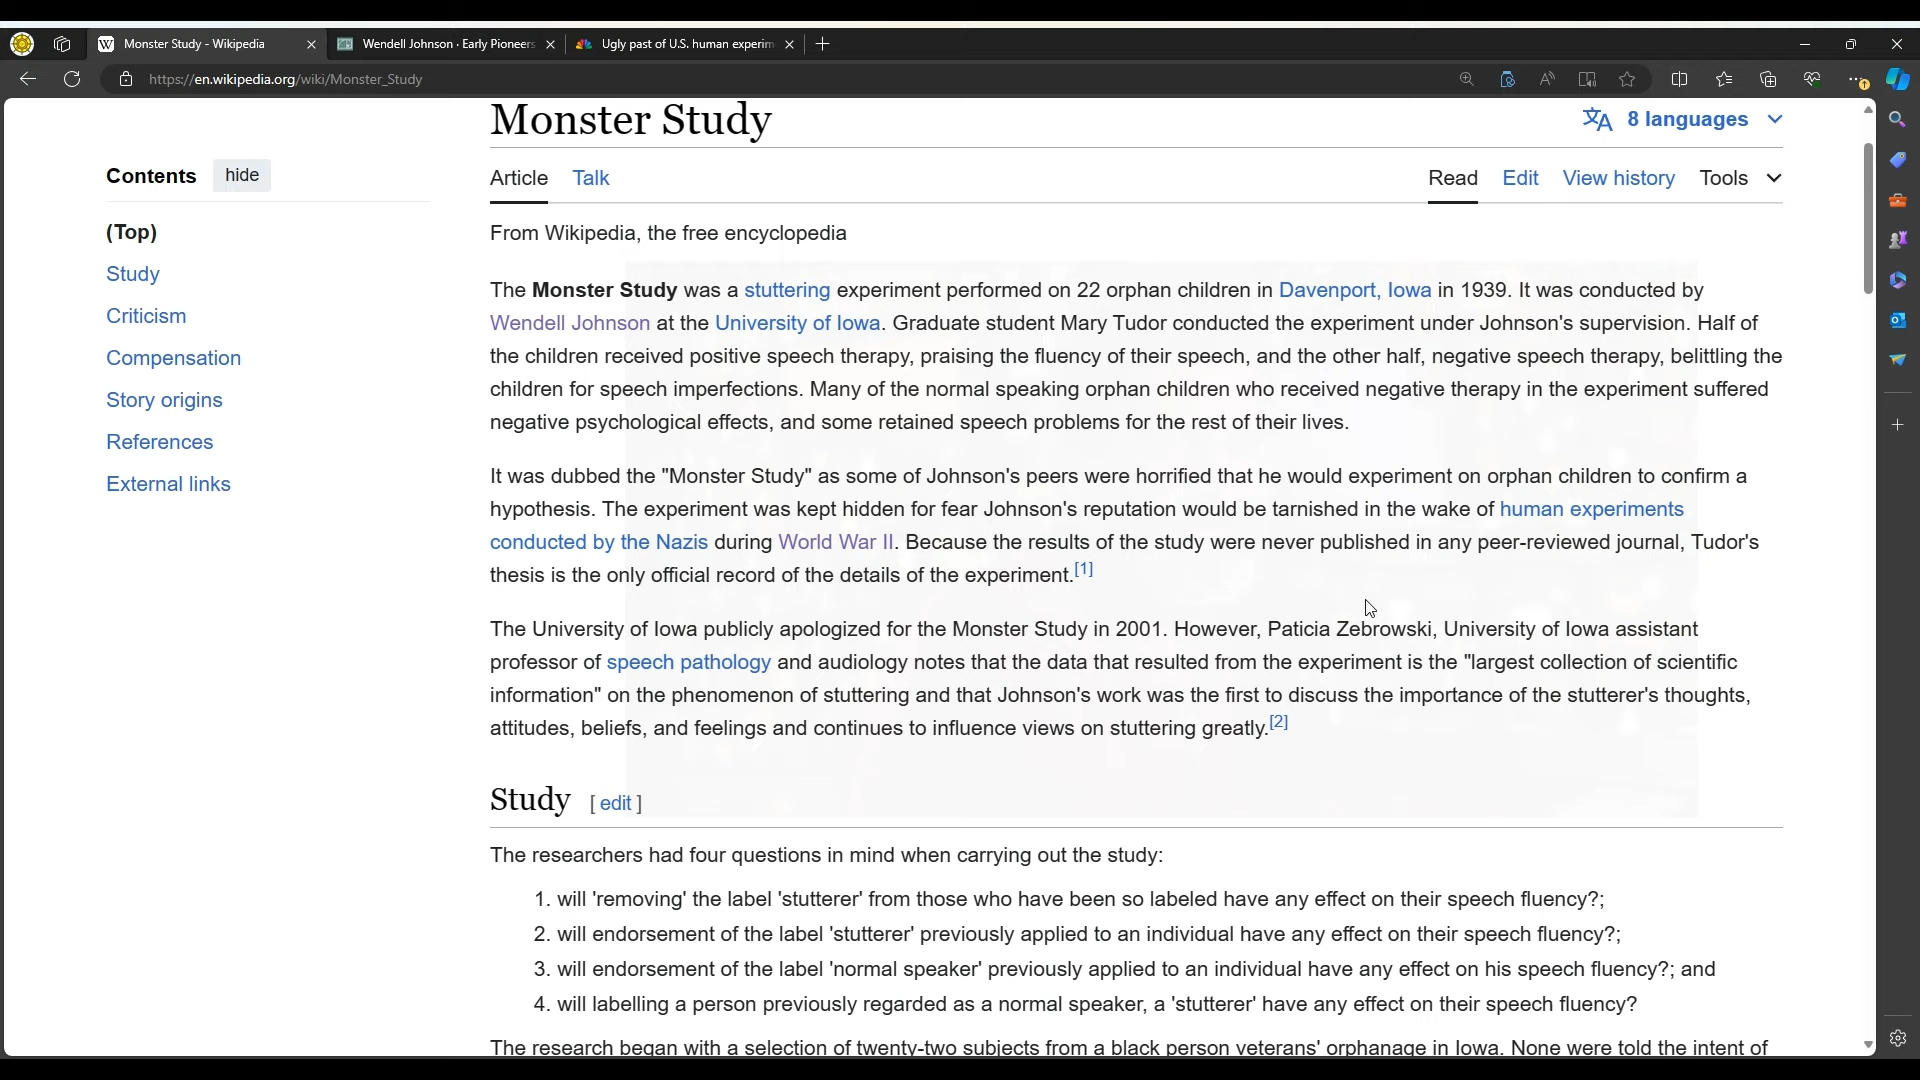 Monster Study - Wikipedia
Wendell Johnson · Early Pioneers
Ugly past of U.S. human experim
https://en.wikipedia.org/wiki/Monster_Study
Monster Study
8 languages
Contents hide
Article Talk Read Edit View history Tools
(Top)
Study
Criticism
Compensation
Story origins
References
External links
From Wikipedia, the free encyclopedia
The Monster Study was a stuttering experiment performed on 22 orphan children in Davenport, Iowa in 1939. It was conducted by
Wendell Johnson at the University of Iowa. Graduate student Mary Tudor conducted the experiment under Johnson's supervision. Half of
the children received positive speech therapy, praising the fluency of their speech, and the other half, negative speech therapy, belittling the
children for speech imperfections. Many of the normal speaking orphan children who received negative therapy in the experiment suffered
negative psychological effects, and some retained speech problems for the rest of their lives.
It was dubbed the "Monster Study" as some of Johnson's peers were horrified that he would experiment on orphan children to confirm a
hypothesis. The experiment was kept hidden for fear Johnson's reputation would be tarnished in the wake of human experiments
conducted by the Nazis during World War II. Because the results of the study were never published in any peer-reviewed journal, Tudor's
thesis is the only official record of the details of the experiment.[1]
The University of Iowa publicly apologized for the Monster Study in 2001. However, Paticia Zebrowski, University of Iowa assistant
professor of speech pathology and audiology notes that the data that resulted from the experiment is the "largest collection of scientific
information" on the phenomenon of stuttering and that Johnson's work was the first to discuss the importance of the stutterer's thoughts,
attitudes, beliefs, and feelings and continues to influence views on stuttering greatly.[2]
Study [ edit ]
The researchers had four questions in mind when carrying out the study:
1. will 'removing' the label 'stutterer' from those who have been so labeled have any effect on their speech fluency?;
2. will endorsement of the label 'stutterer' previously applied to an individual have any effect on their speech fluency?;
3. will endorsement of the label 'normal speaker' previously applied to an individual have any effect on his speech fluency?; and
4. will labelling a person previously regarded as a normal speaker, a 'stutterer' have any effect on their speech fluency?
The research began with a selection of twenty-two subjects from a black person veterans' orphanage in Iowa. None were told the intent of